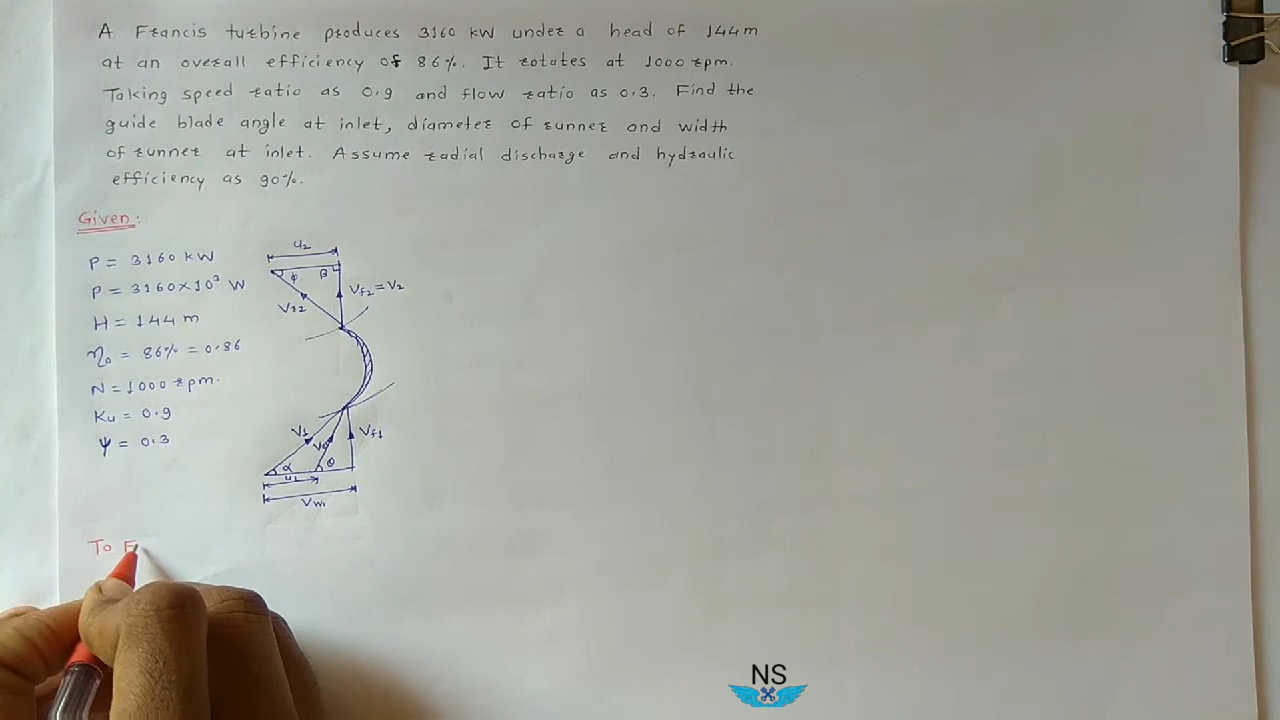 A Francis turbine produces 3160 kW under a head of 144m
at an overall efficiency of 86%. It rotates at 1000 rpm.
Taking speed ratio as 0.9 and flow ratio as 0.3. Find the
guide blade angle at inlet, diameter of runner and width
of runner at inlet. Assume radial discharge and hydraulic
efficiency as 90%.
Given:
P = 3160 kW
P = 3160×10³ W
H = 144 m
η₀ = 86% = 0.86
N = 1000 rpm.
Ku = 0.9
ψ = 0.3
u₂
φ
β
Vf2 = V2
Vr2
V1
Vf1
α
θ
u1
Vw1
To F
NS